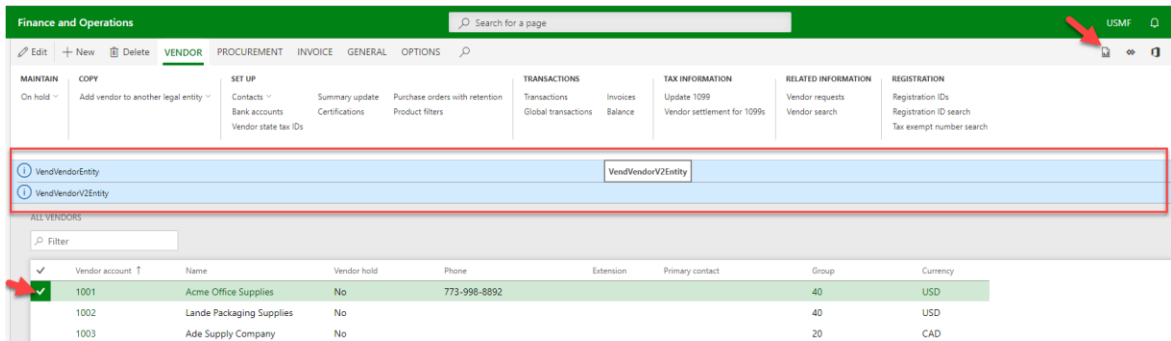 Finance and Operations Search for a page USMF
Edit New Delete VENDOR PROCUREMENT INVOICE GENERAL OPTIONS
MAINTAIN COPY SET UP TRANSACTIONS TAX INFORMATION RELATED INFORMATION REGISTRATION
On hold Add vendor to another legal entity Contacts Summary update Purchase orders with retention Transactions Invoices Update 1099 Vendor requests Registration IDs
Bank accounts Certifications Product filters Global transactions Balance Vendor settlement for 1099s Vendor search Registration ID search
Vendor state tax IDs Tax exempt number search
VendVendorEntity VendVendorV2Entity
VendVendorV2Entity
ALL VENDORS
Filter
Vendor account Name Vendor hold Phone Extension Primary contact Group Currency
1001 Acme Office Supplies No 773-998-8892 40 USD
1002 Lande Packaging Supplies No 40 USD
1003 Ade Supply Company No 20 CAD